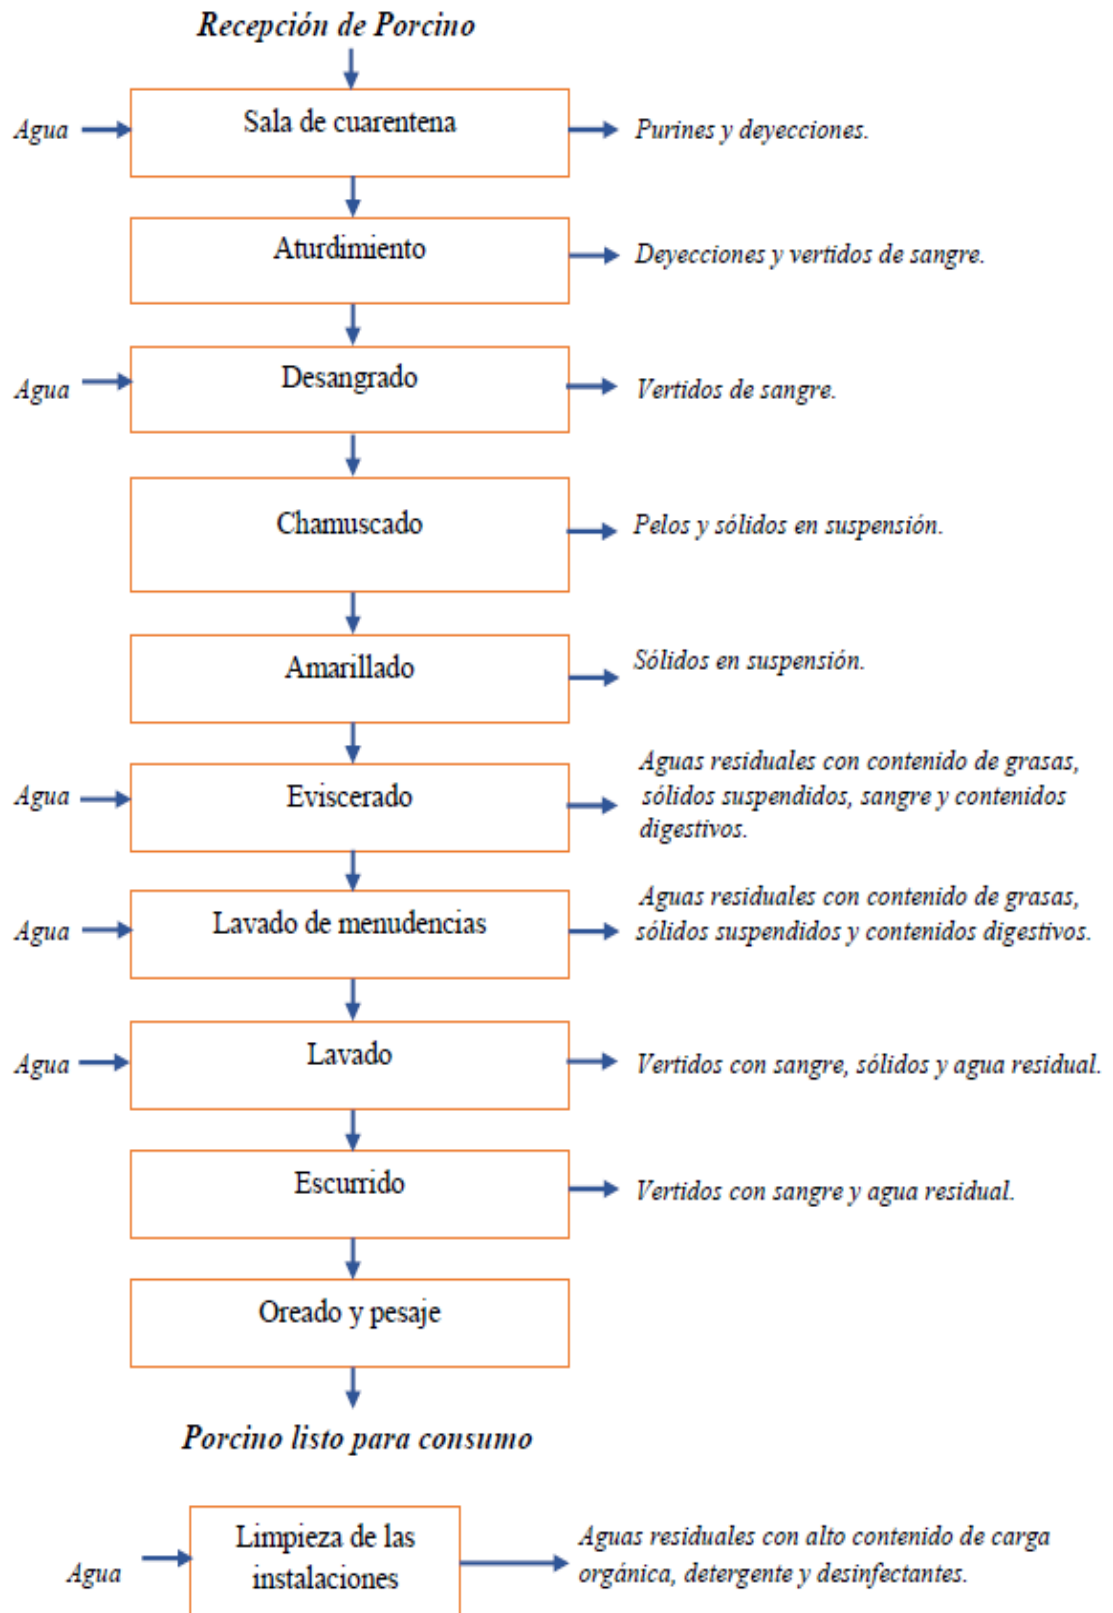 Recepción de Porcino
Agua
Sala de cuarentena
Purines y deyecciones.
Aturdimiento
Deyecciones y vertidos de sangre.
Agua
Desangrado
Vertidos de sangre.
Chamuscado
Pelos y sólidos en suspensión.
Amarillado
Sólidos en suspensión.
Agua
Eviscerado
Aguas residuales con contenido de grasas,
sólidos suspendidos, sangre y contenidos
digestivos.
Agua
Lavado de menudencias
Aguas residuales con contenido de grasas,
sólidos suspendidos y contenidos digestivos.
Agua
Lavado
Vertidos con sangre, sólidos y agua residual.
Escurrido
Vertidos con sangre y agua residual.
Oreado y pesaje
Porcino listo para consumo
Agua
Limpieza de las
instalaciones
Aguas residuales con alto contenido de carga
orgánica, detergente y desinfectantes.